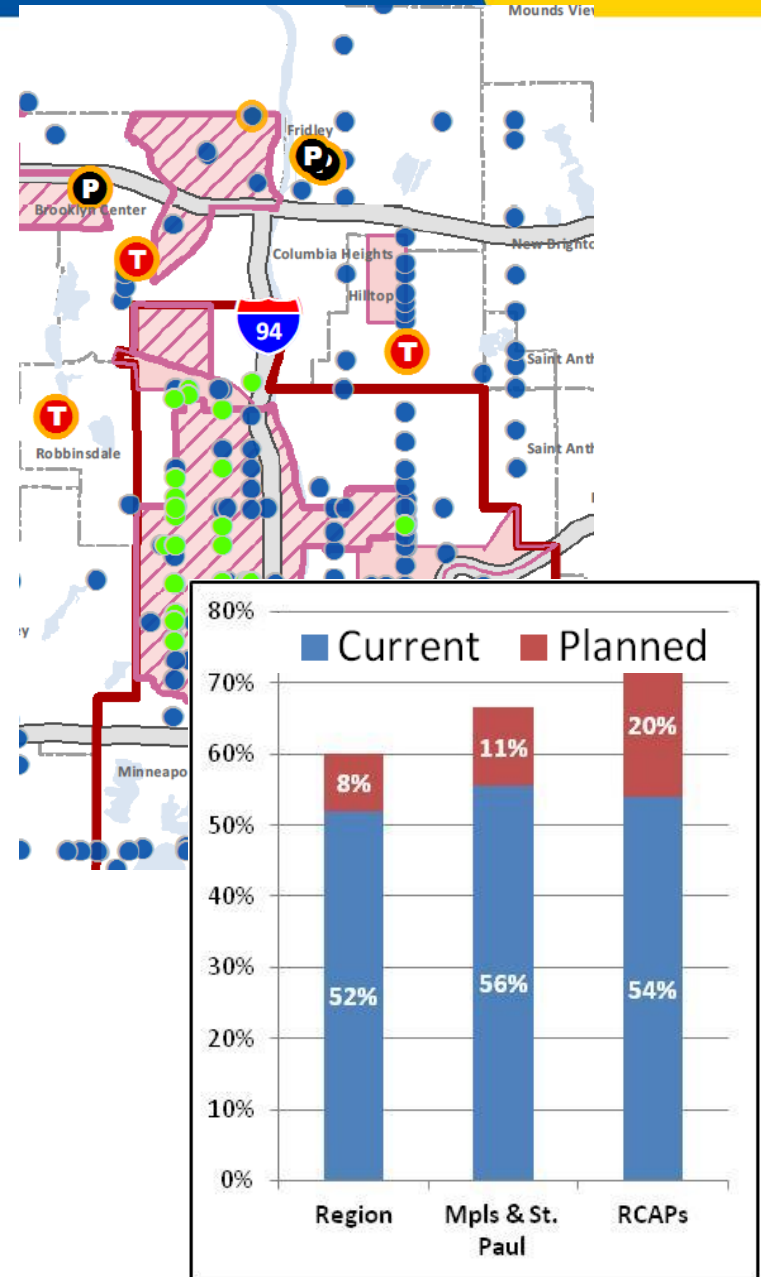 Mounds View
Fridley
P
P
Brooklyn Center
T
Columbia Heights
New Brighto
Hilltop
94
T
Saint Anth
T
Robbinsdale
Saint Anth
ey
Minneapo
80%
Current Planned
70%
60%
50%
40%
30%
20%
10%
0%
8%
11%
20%
52%
56%
54%
Region
Mpls & St.
Paul
RCAPs